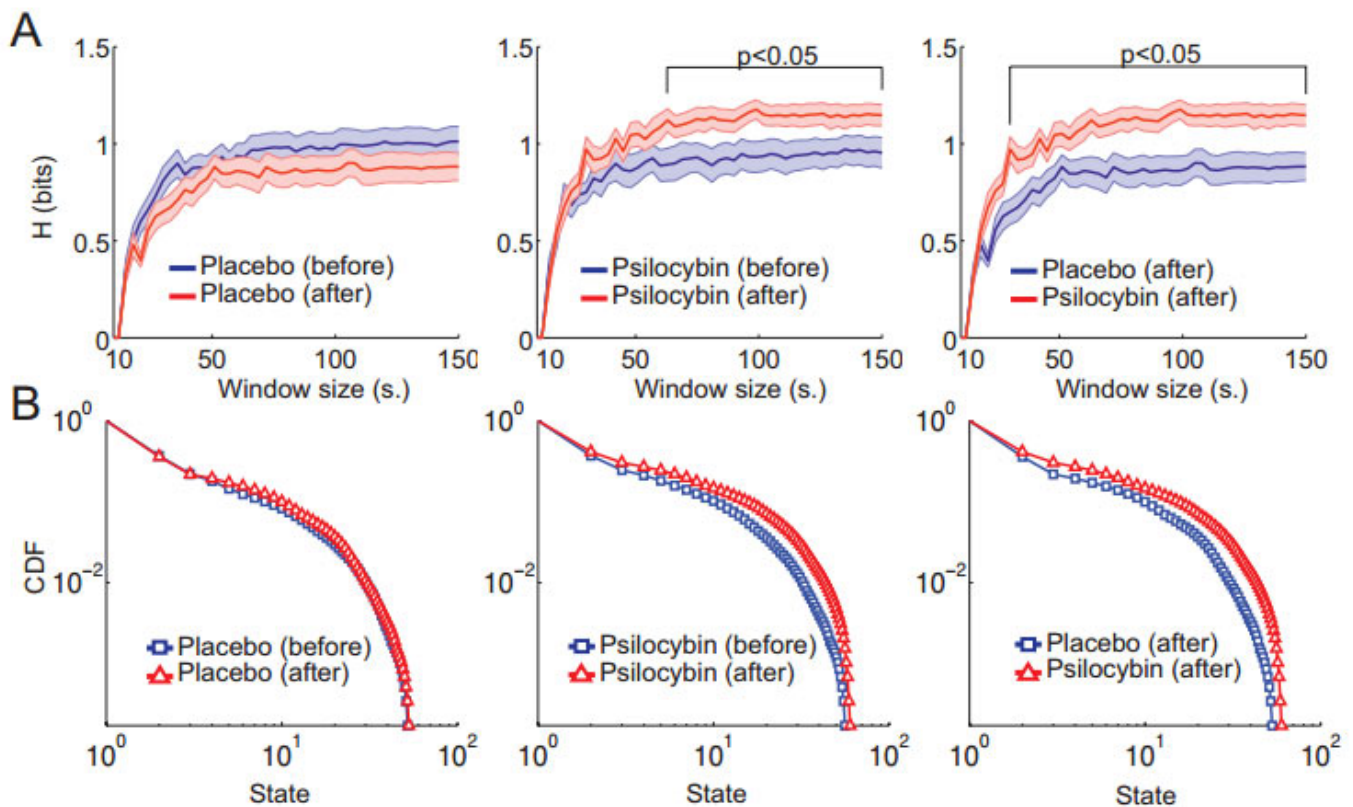 A
1.5
1
0.5
0
H (bits)
Placebo (before)
Placebo (after)
10
50
100
150
Window size (s.)
1.5
1
0.5
0
p<0.05
Psilocybin (before)
Psilocybin (after)
10
50
100
150
Window size (s.)
1.5
1
0.5
0
p<0.05
Placebo (after)
Psilocybin (after)
10
50
100
150
Window size (s.)
B
10^0
10^-2
CDF
Placebo (before)
Placebo (after)
10^0
10^1
10^2
State
10^0
10^-2
Psilocybin (before)
Psilocybin (after)
10^0
10^1
10^2
State
10^0
10^-2
Placebo (after)
Psilocybin (after)
10^0
10^1
10^2
State